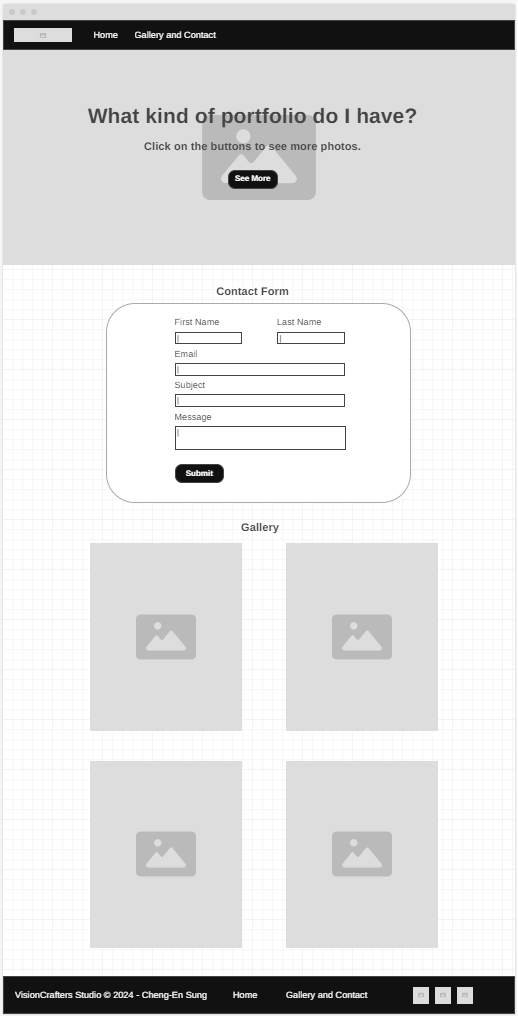 Home
Gallery and Contact
What kind of portfolio do I have?
Click on the buttons to see more photos.
See More
Contact Form
First Name
Last Name
Email
Subject
Message
Submit
Gallery
VisionCrafters Studio © 2024 - Cheng-En Sung
Home
Gallery and Contact